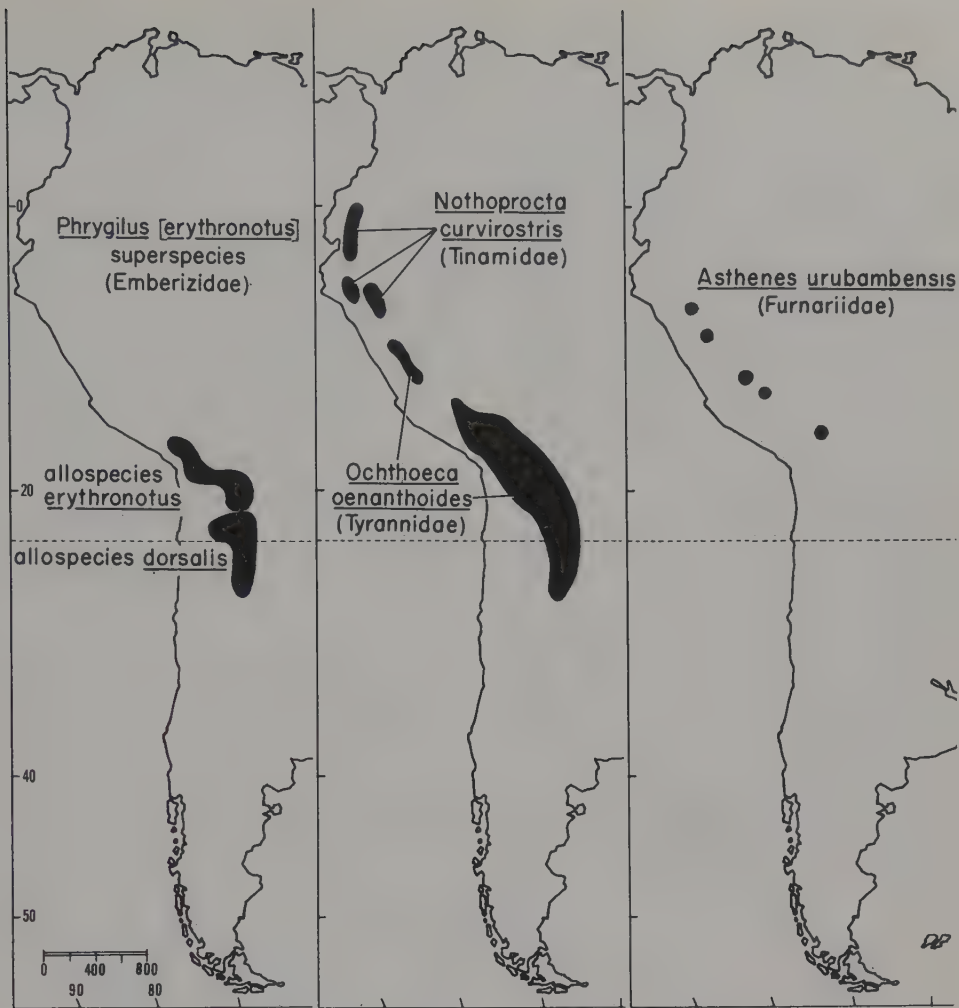 Phrygilus [erythronotus]
superspecies
(Emberizidae)
allospecies
erythronotus
allospecies dorsalis
Nothoprocta
curvirostris
(Tinamidae)
Ochthoeca
oenanthoides
(Tyrannidae)
Asthenes urubambensis
(Furnariidae)
0
20
40
50
0 400 800
90 80